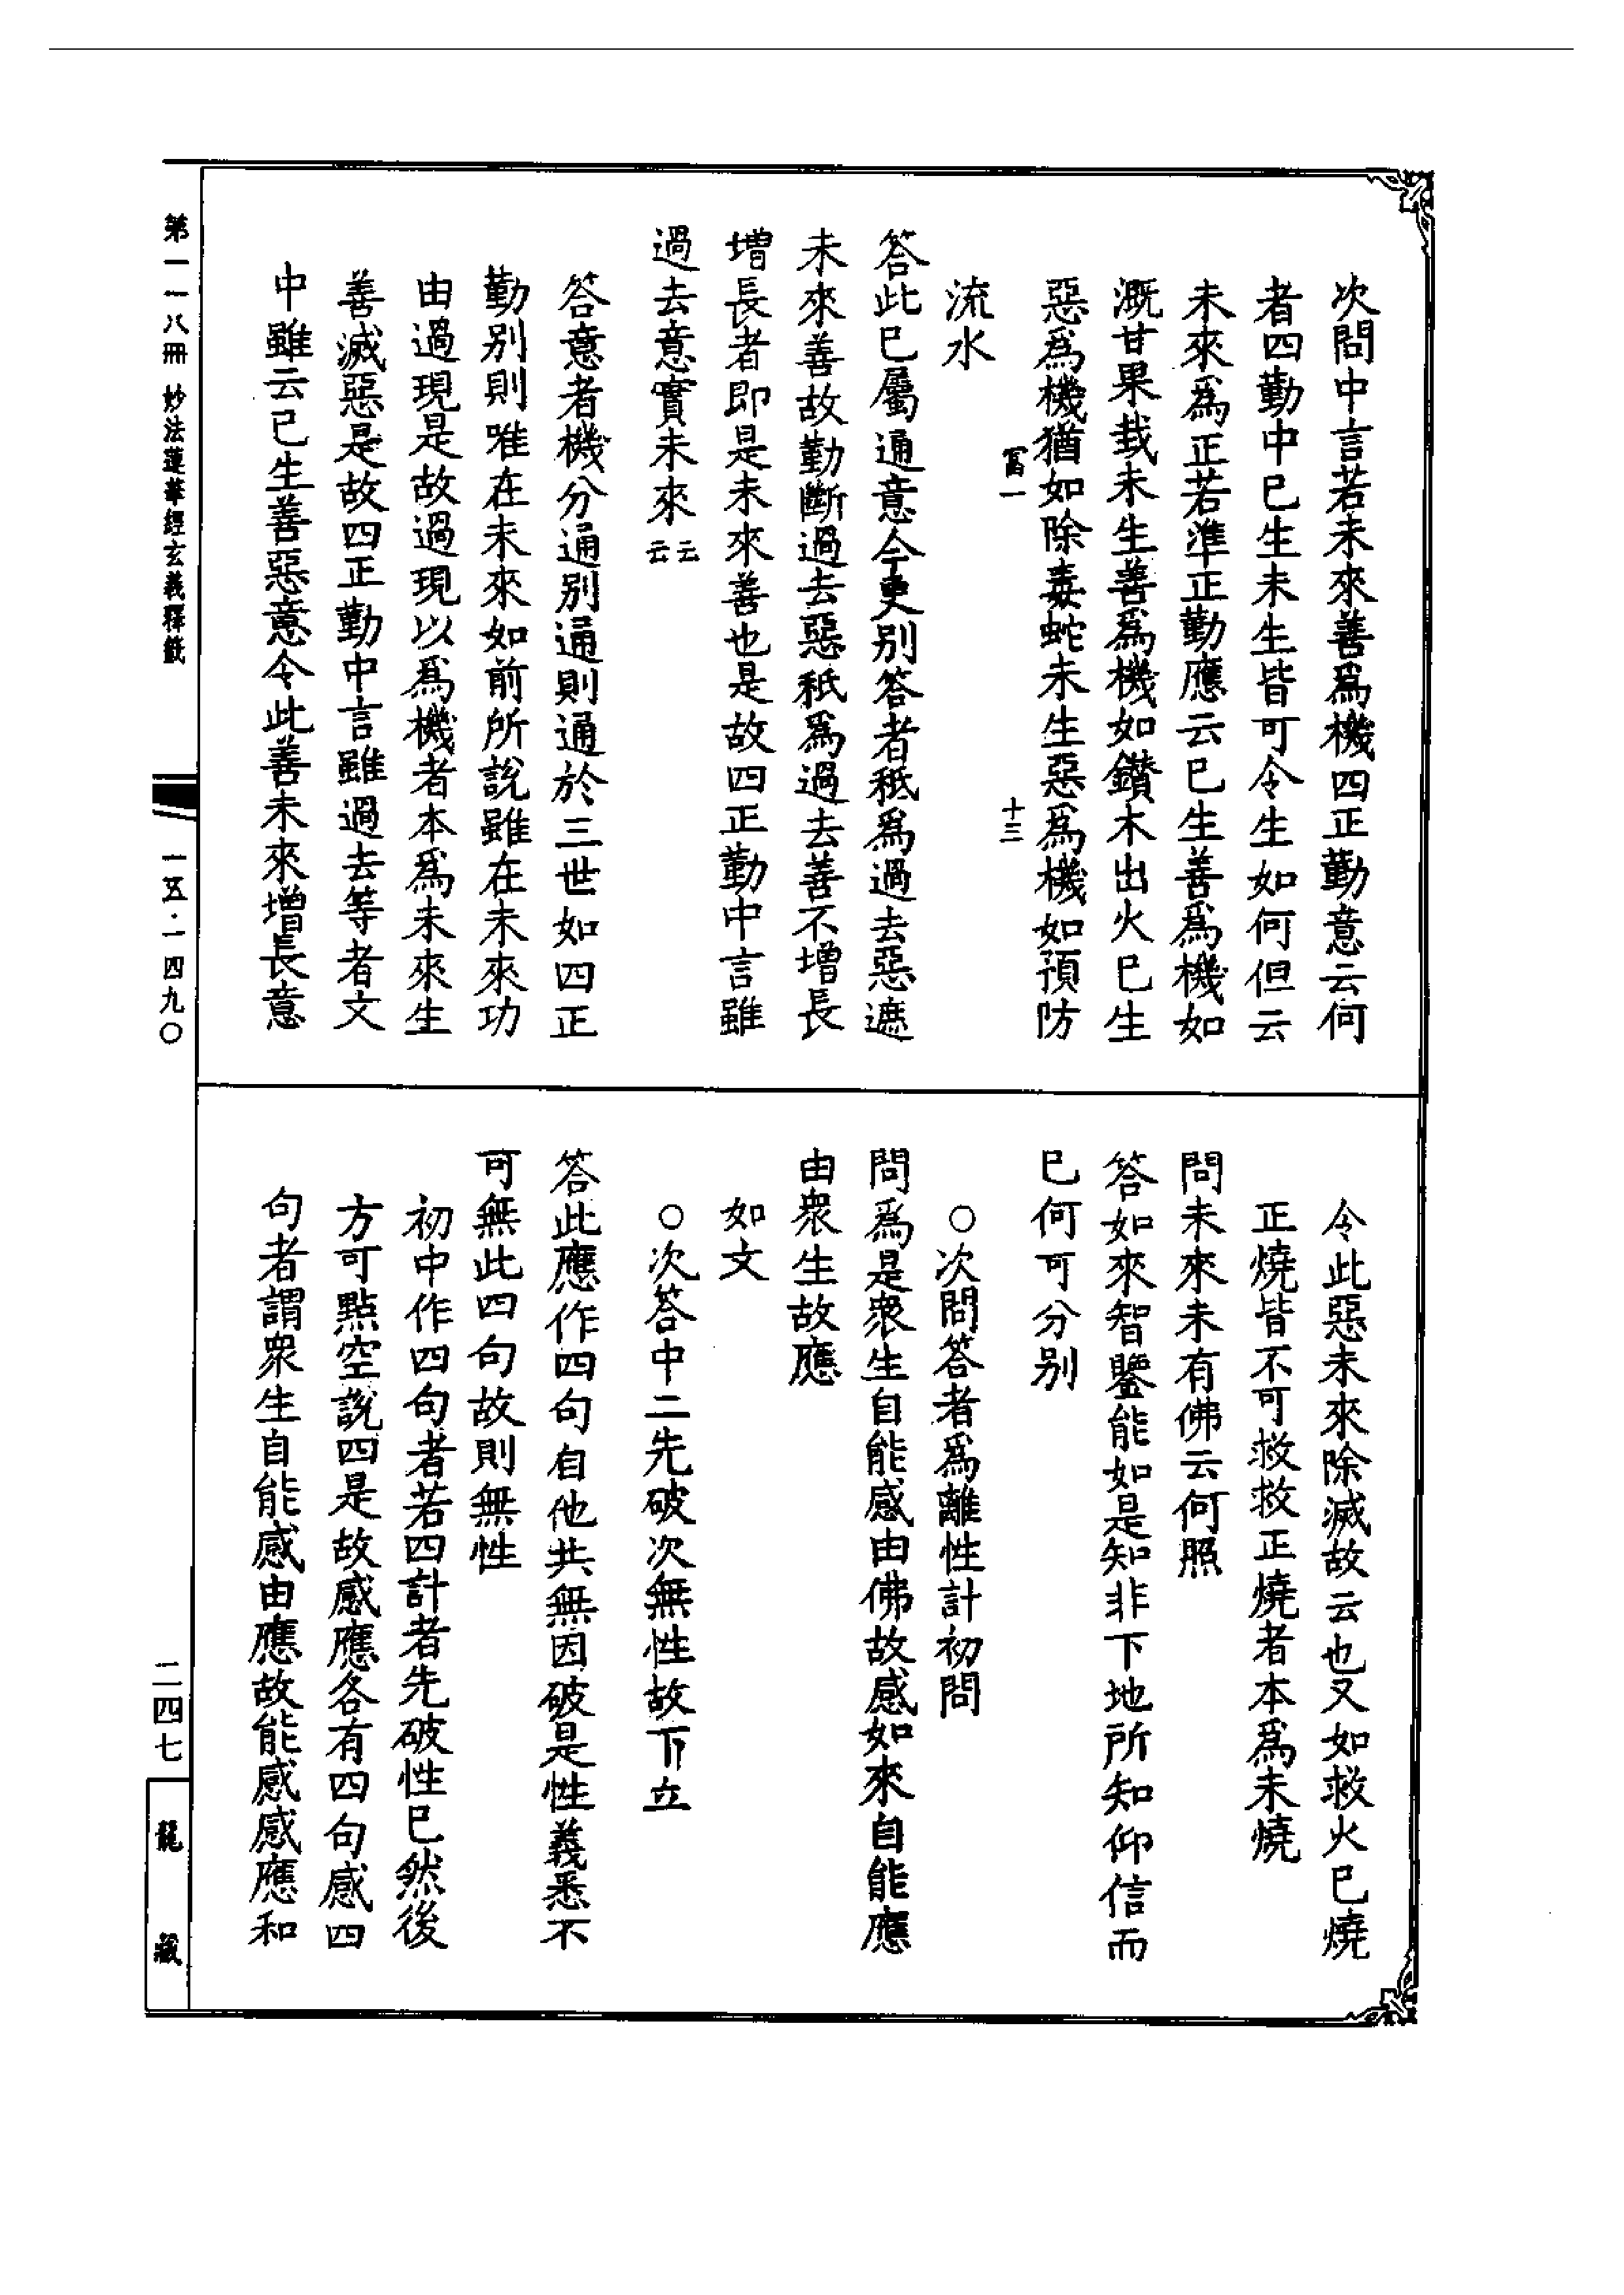 次問中言若未來善爲機四正勤意云何
者四勤中已生未生皆可令生如何但云
未來爲正若準正勤應云已生善爲機如
溉甘果栽未生善爲機如鑽木出火已生
惡爲機猶如除毒蛇未生惡爲機如預防
十三
流水
答此已屬通意今更別答者秖爲過去惡遮
未來善故勤斷過去惡秖爲過去善不增長
增長者即是未來善也是故四正勤中言雖
過去意實未來云云
答意者機分通別通則通於三世如四正
勤別則唯在未來如前所說雖在未來功
由過現是故過現以爲機者本爲未來生
善滅惡是故四正勤中言雖過去等者文
中雖云已生善惡意令此善未來增長意
令此惡未來除滅故云也又如救火已燒
正燒皆不可救救正燒者本爲未燒
問未來未有佛云何照
答如來智鑒能如是知非下地所知仰信而
已何可分別
○次問答者爲離性計初問
問爲是衆生自能感由佛故感如來自能應
由衆生故應
如文
○次答中二先破次無性故下立
答此應作四句自他共無因破是性義悉不
可無此四句故則無性
初中作四句者若四計者先破性已然後
方可點空說四是故感應各有四句感四
句者謂衆生自能感由應故能感感應和
第一一八冊 妙法蓮華經玄義釋籤
一五·一四九〇
二四七
龍藏